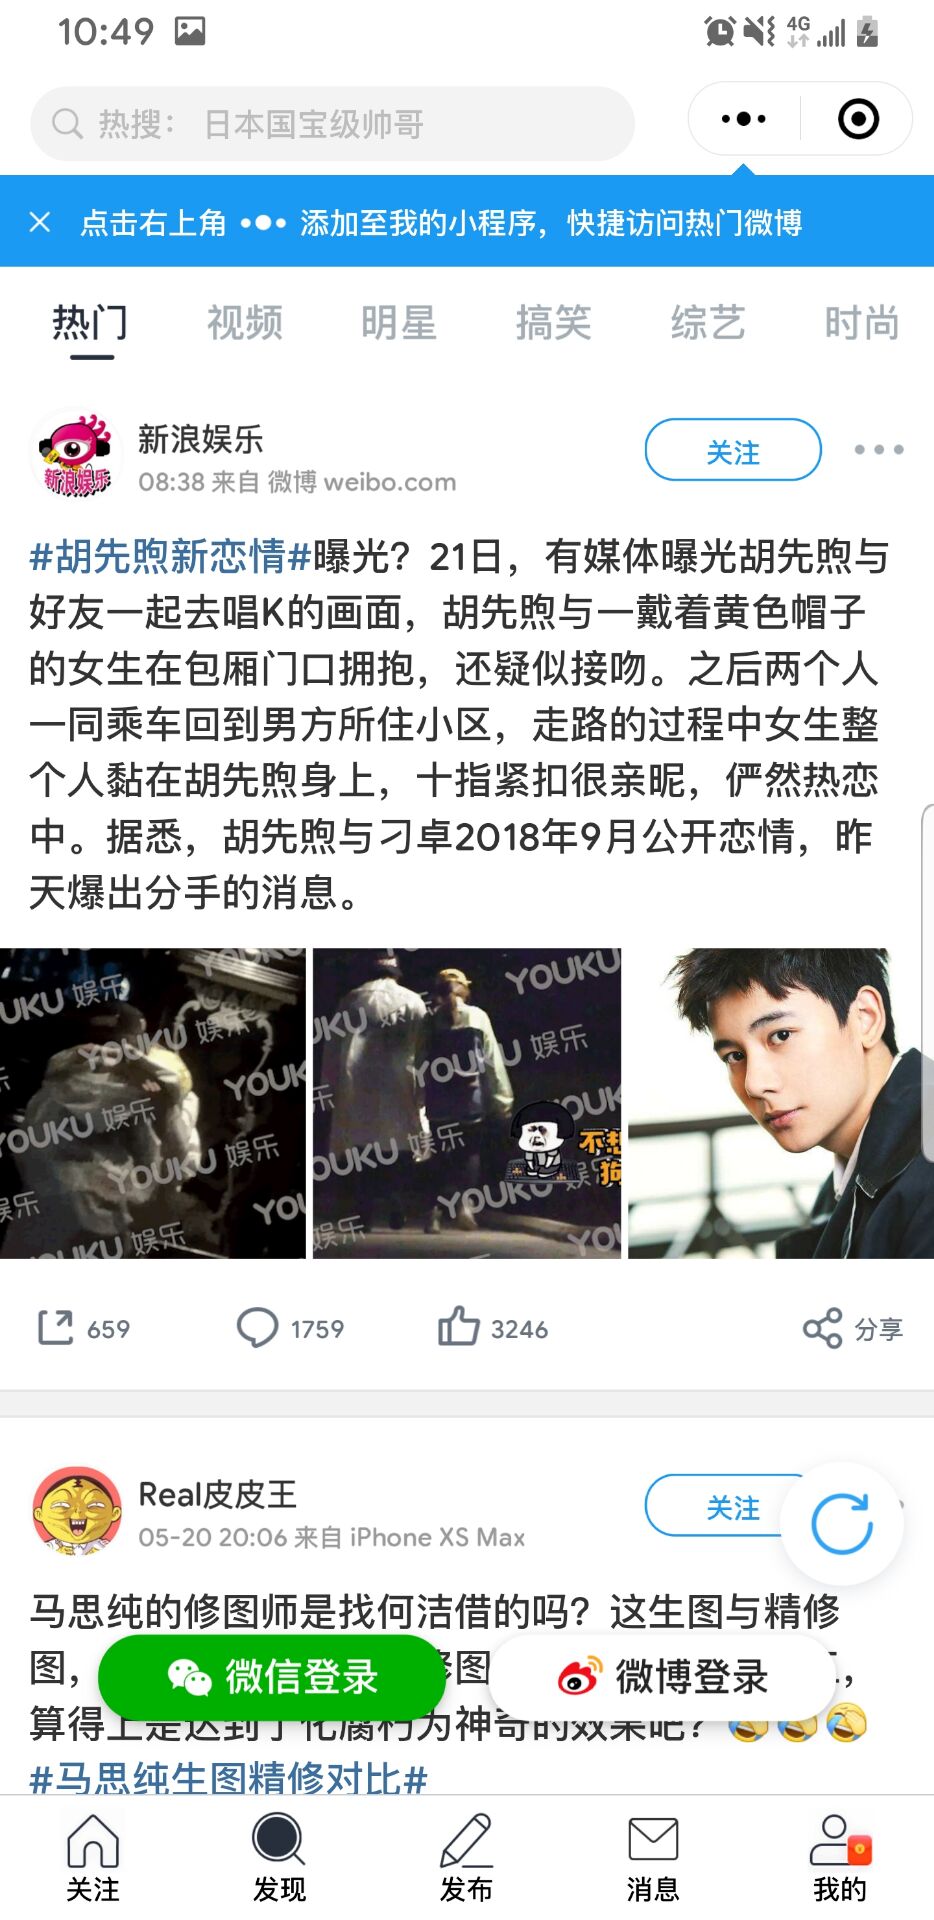 10:49
4G
热搜： 日本国宝级帅哥
点击右上角 ••• 添加至我的小程序，快捷访问热门微博
热门 视频 明星 搞笑 综艺 时尚
新浪娱乐
新浪娱乐
08:38 来自 微博 weibo.com
关注
#胡先煦新恋情#曝光？21日，有媒体曝光胡先煦与
好友一起去唱K的画面，胡先煦与一戴着黄色帽子
的女生在包厢门口拥抱，还疑似接吻。之后两个人
一同乘车回到男方所住小区，走路的过程中女生整
个人黏在胡先煦身上，十指紧扣很亲昵，俨然热恋
中。据悉，胡先煦与刁卓2018年9月公开恋情，昨
天爆出分手的消息。
YOUKU 娱乐
YOUKU 娱乐
YOUKU 娱乐
YOUKU 娱乐
YOUKU
YOUKU 娱乐
YOUKU 娱乐
YOUKU
不想
狗
659 1759 3246 分享
Real皮皮王
05-20 20:06 来自 iPhone XS Max
关注
马思纯的修图师是找何洁借的吗？这生图与精修
图， 修图
算得上是达到了化腐朽为神奇的效果吧？
#马思纯生图精修对比#
微信登录 微博登录
关注 发现 发布 消息 我的